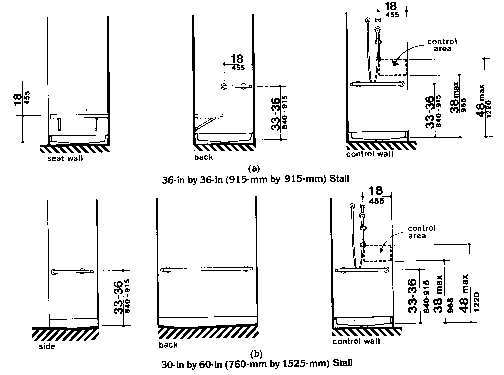 18
455
seat wall
18
455
33-36
840-915
back
18
455
control
area
33-36
840-915
38 max
965
48 max
1220
control wall
(a)
36-in by 36-in (915-mm by 915-mm) Stall
33-36
840-915
side
back
18
455
control
area
33-36
840-915
38 max
965
48 max
1220
control wall
(b)
30-in by 60-in (760-mm by 1525-mm) Stall